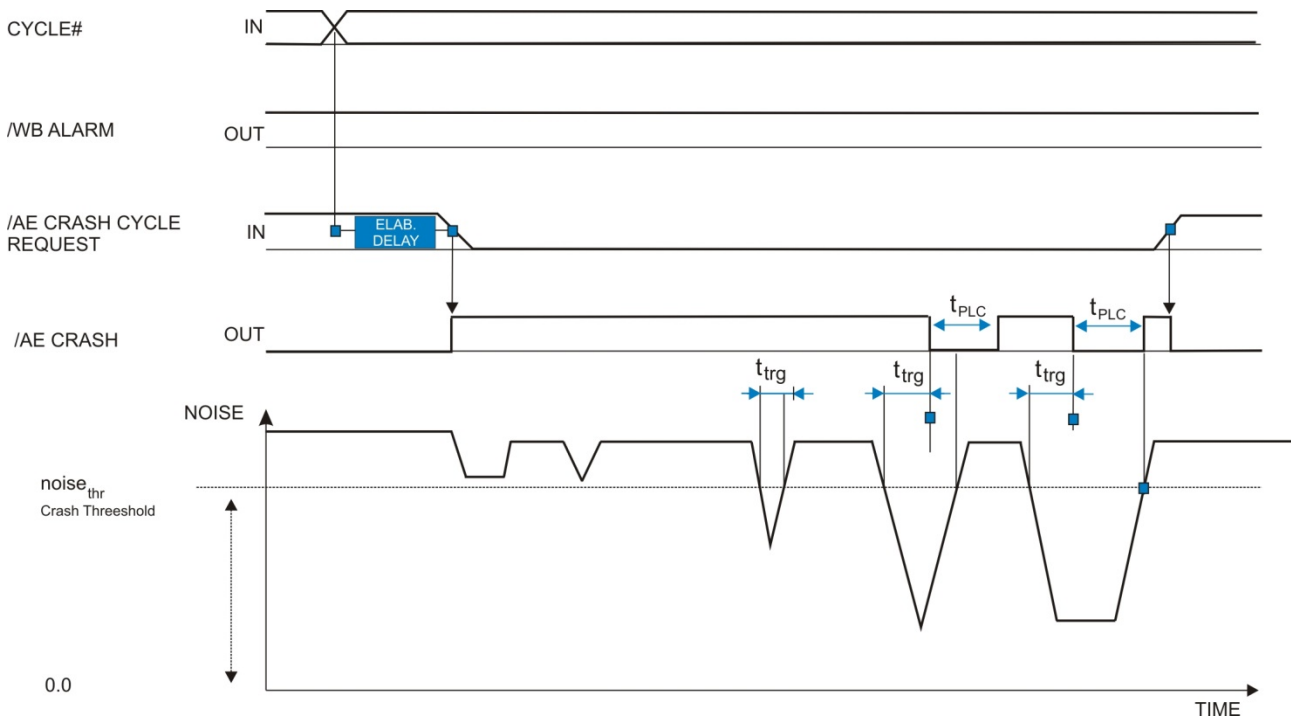 CYCLE# IN
/WB ALARM OUT
/AE CRASH CYCLE
REQUEST IN
ELAB.
DELAY
/AE CRASH OUT
tPLC tPLC
ttrg ttrg ttrg
NOISE
noisethr
Crash Threeshold
0.0
TIME